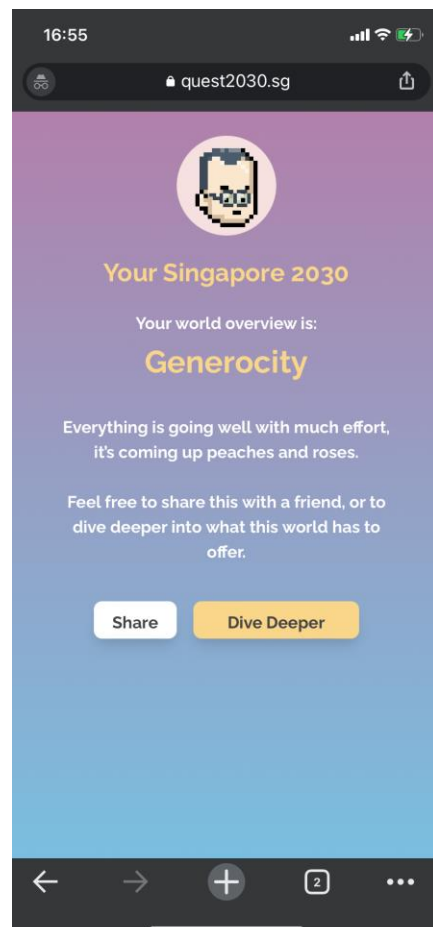 16:55
quest2030.sg
Your Singapore 2030
Your world overview is:
Generocity
Everything is going well with much effort,
it's coming up peaches and roses.
Feel free to share this with a friend, or to
dive deeper into what this world has to
offer.
Share
Dive Deeper
2